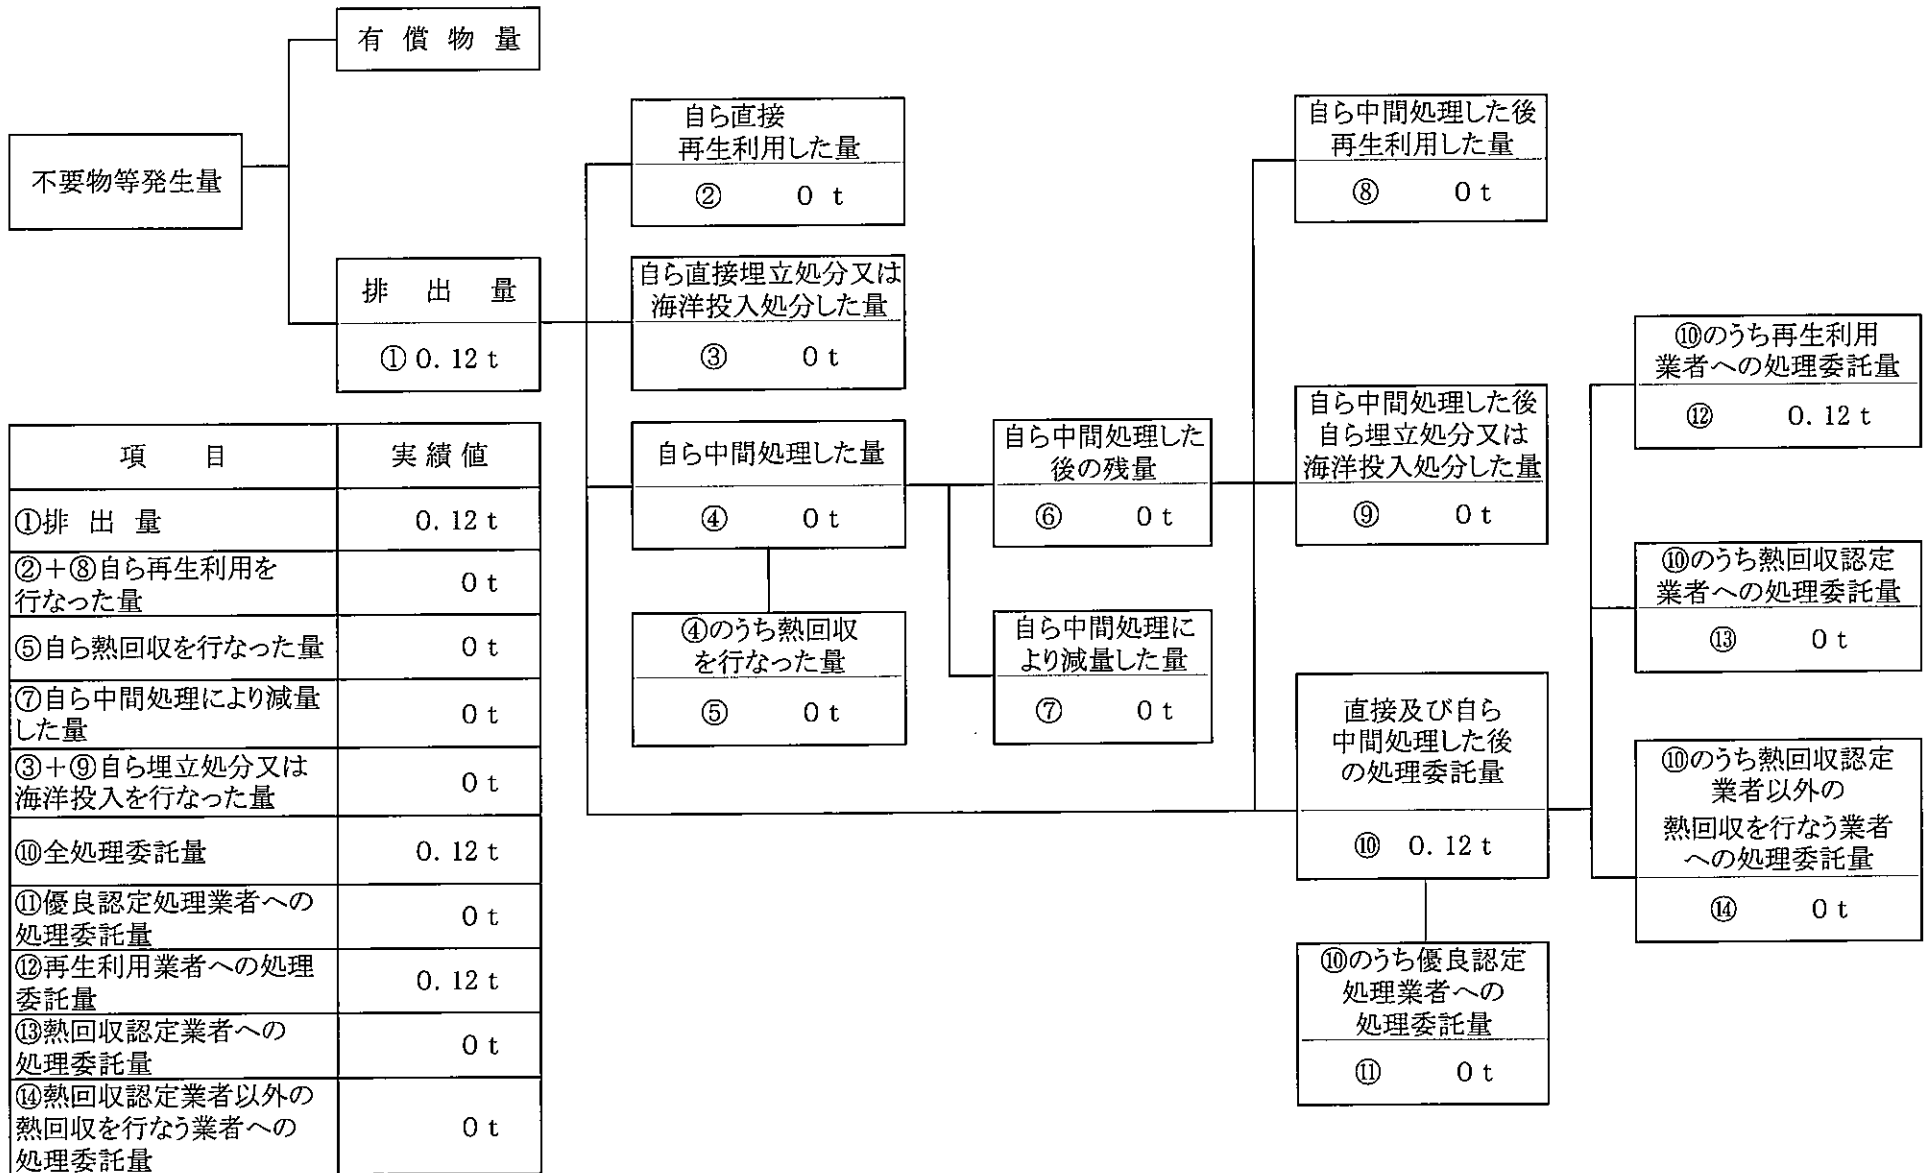 有 償 物 量
不要物等発生量
排 出 量
① 0.12 t
自ら直接
再生利用した量
② 0 t
自ら直接埋立処分又は
海洋投入処分した量
③ 0 t
自ら中間処理した量
④ 0 t
④のうち熱回収
を行なった量
⑤ 0 t
自ら中間処理した
後の残量
⑥ 0 t
自ら中間処理に
より減量した量
⑦ 0 t
自ら中間処理した後
再生利用した量
⑧ 0 t
自ら中間処理した後
自ら埋立処分又は
海洋投入処分した量
⑨ 0 t
直接及び自ら
中間処理した後
の処理委託量
⑩ 0.12 t
⑩のうち優良認定
処理業者への
処理委託量
⑪ 0 t
⑩のうち再生利用
業者への処理委託量
⑫ 0.12 t
⑩のうち熱回収認定
業者への処理委託量
⑬ 0 t
⑩のうち熱回収認定
業者以外の
熱回収を行なう業者
への処理委託量
⑭ 0 t
項 目 実 績 値
①排 出 量 0.12 t
②+⑧自ら再生利用を
行なった量 0 t
⑤自ら熱回収を行なった量 0 t
⑦自ら中間処理により減量
した量 0 t
③+⑨自ら埋立処分又は
海洋投入を行なった量 0 t
⑩全処理委託量 0.12 t
⑪優良認定処理業者への
処理委託量 0 t
⑫再生利用業者への処理
委託量 0.12 t
⑬熱回収認定業者への
処理委託量 0 t
⑭熱回収認定業者以外の
熱回収を行なう業者への
処理委託量 0 t